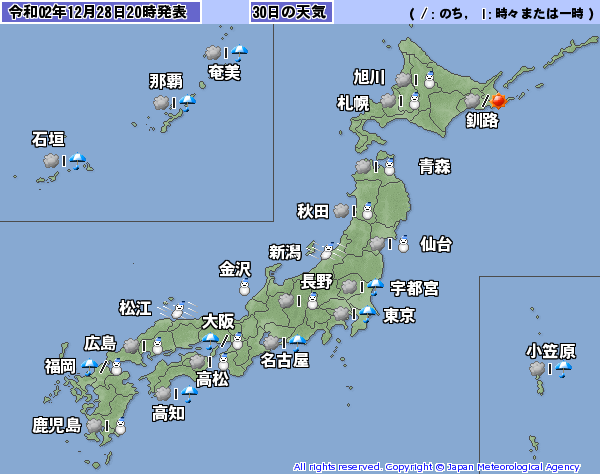 令和02年12月28日20時発表 30日の天気 ( /: のち, |: 時々または一時 )
奄美
那覇
石垣
旭川
札幌
釧路
青森
秋田
仙台
新潟
金沢
長野
宇都宮
松江
大阪
東京
広島
名古屋
福岡
高松
小笠原
高知
鹿児島
All rights reserved. Copyright © Japan Meteorological Agency